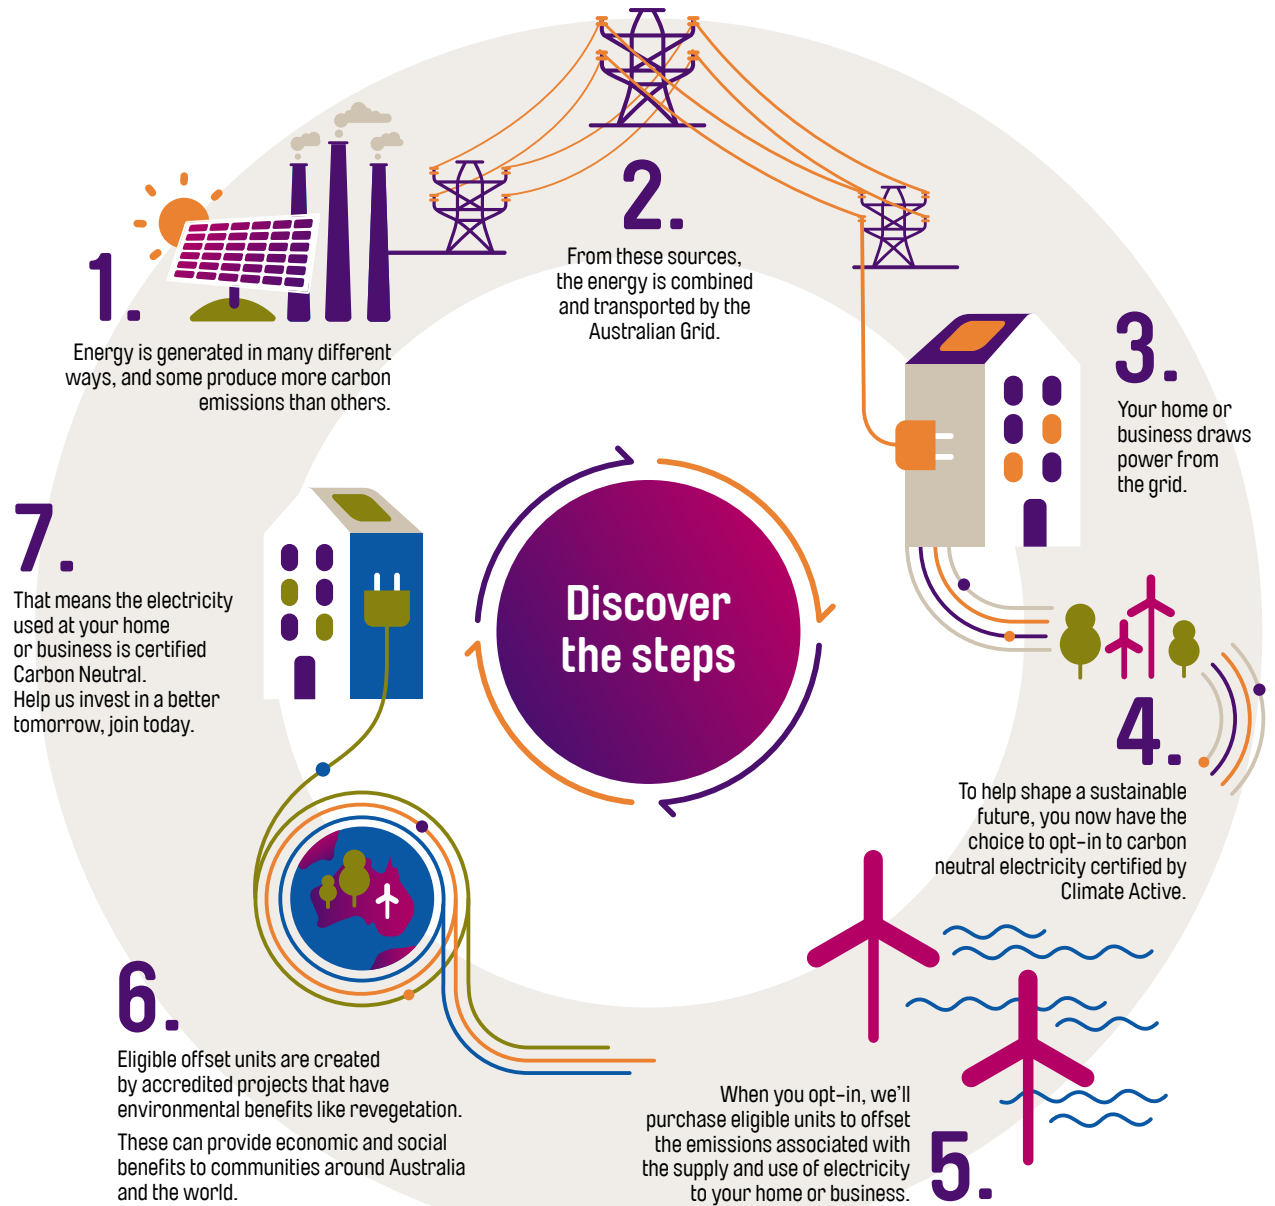 1.
Energy is generated in many different
ways, and some produce more carbon
emissions than others.
2.
From these sources,
the energy is combined
and transported by the
Australian Grid.
3.
Your home or
business draws
power from
the grid.
Discover
the steps
4.
To help shape a sustainable
future, you now have the
choice to opt-in to carbon
neutral electricity certified by
Climate Active.
5.
When you opt-in, we'll
purchase eligible units to offset
the emissions associated with
the supply and use of electricity
to your home or business.
6.
Eligible offset units are created
by accredited projects that have
environmental benefits like revegetation.
These can provide economic and social
benefits to communities around Australia
and the world.
7.
That means the electricity
used at your home
or business is certified
Carbon Neutral.
Help us invest in a better
tomorrow, join today.